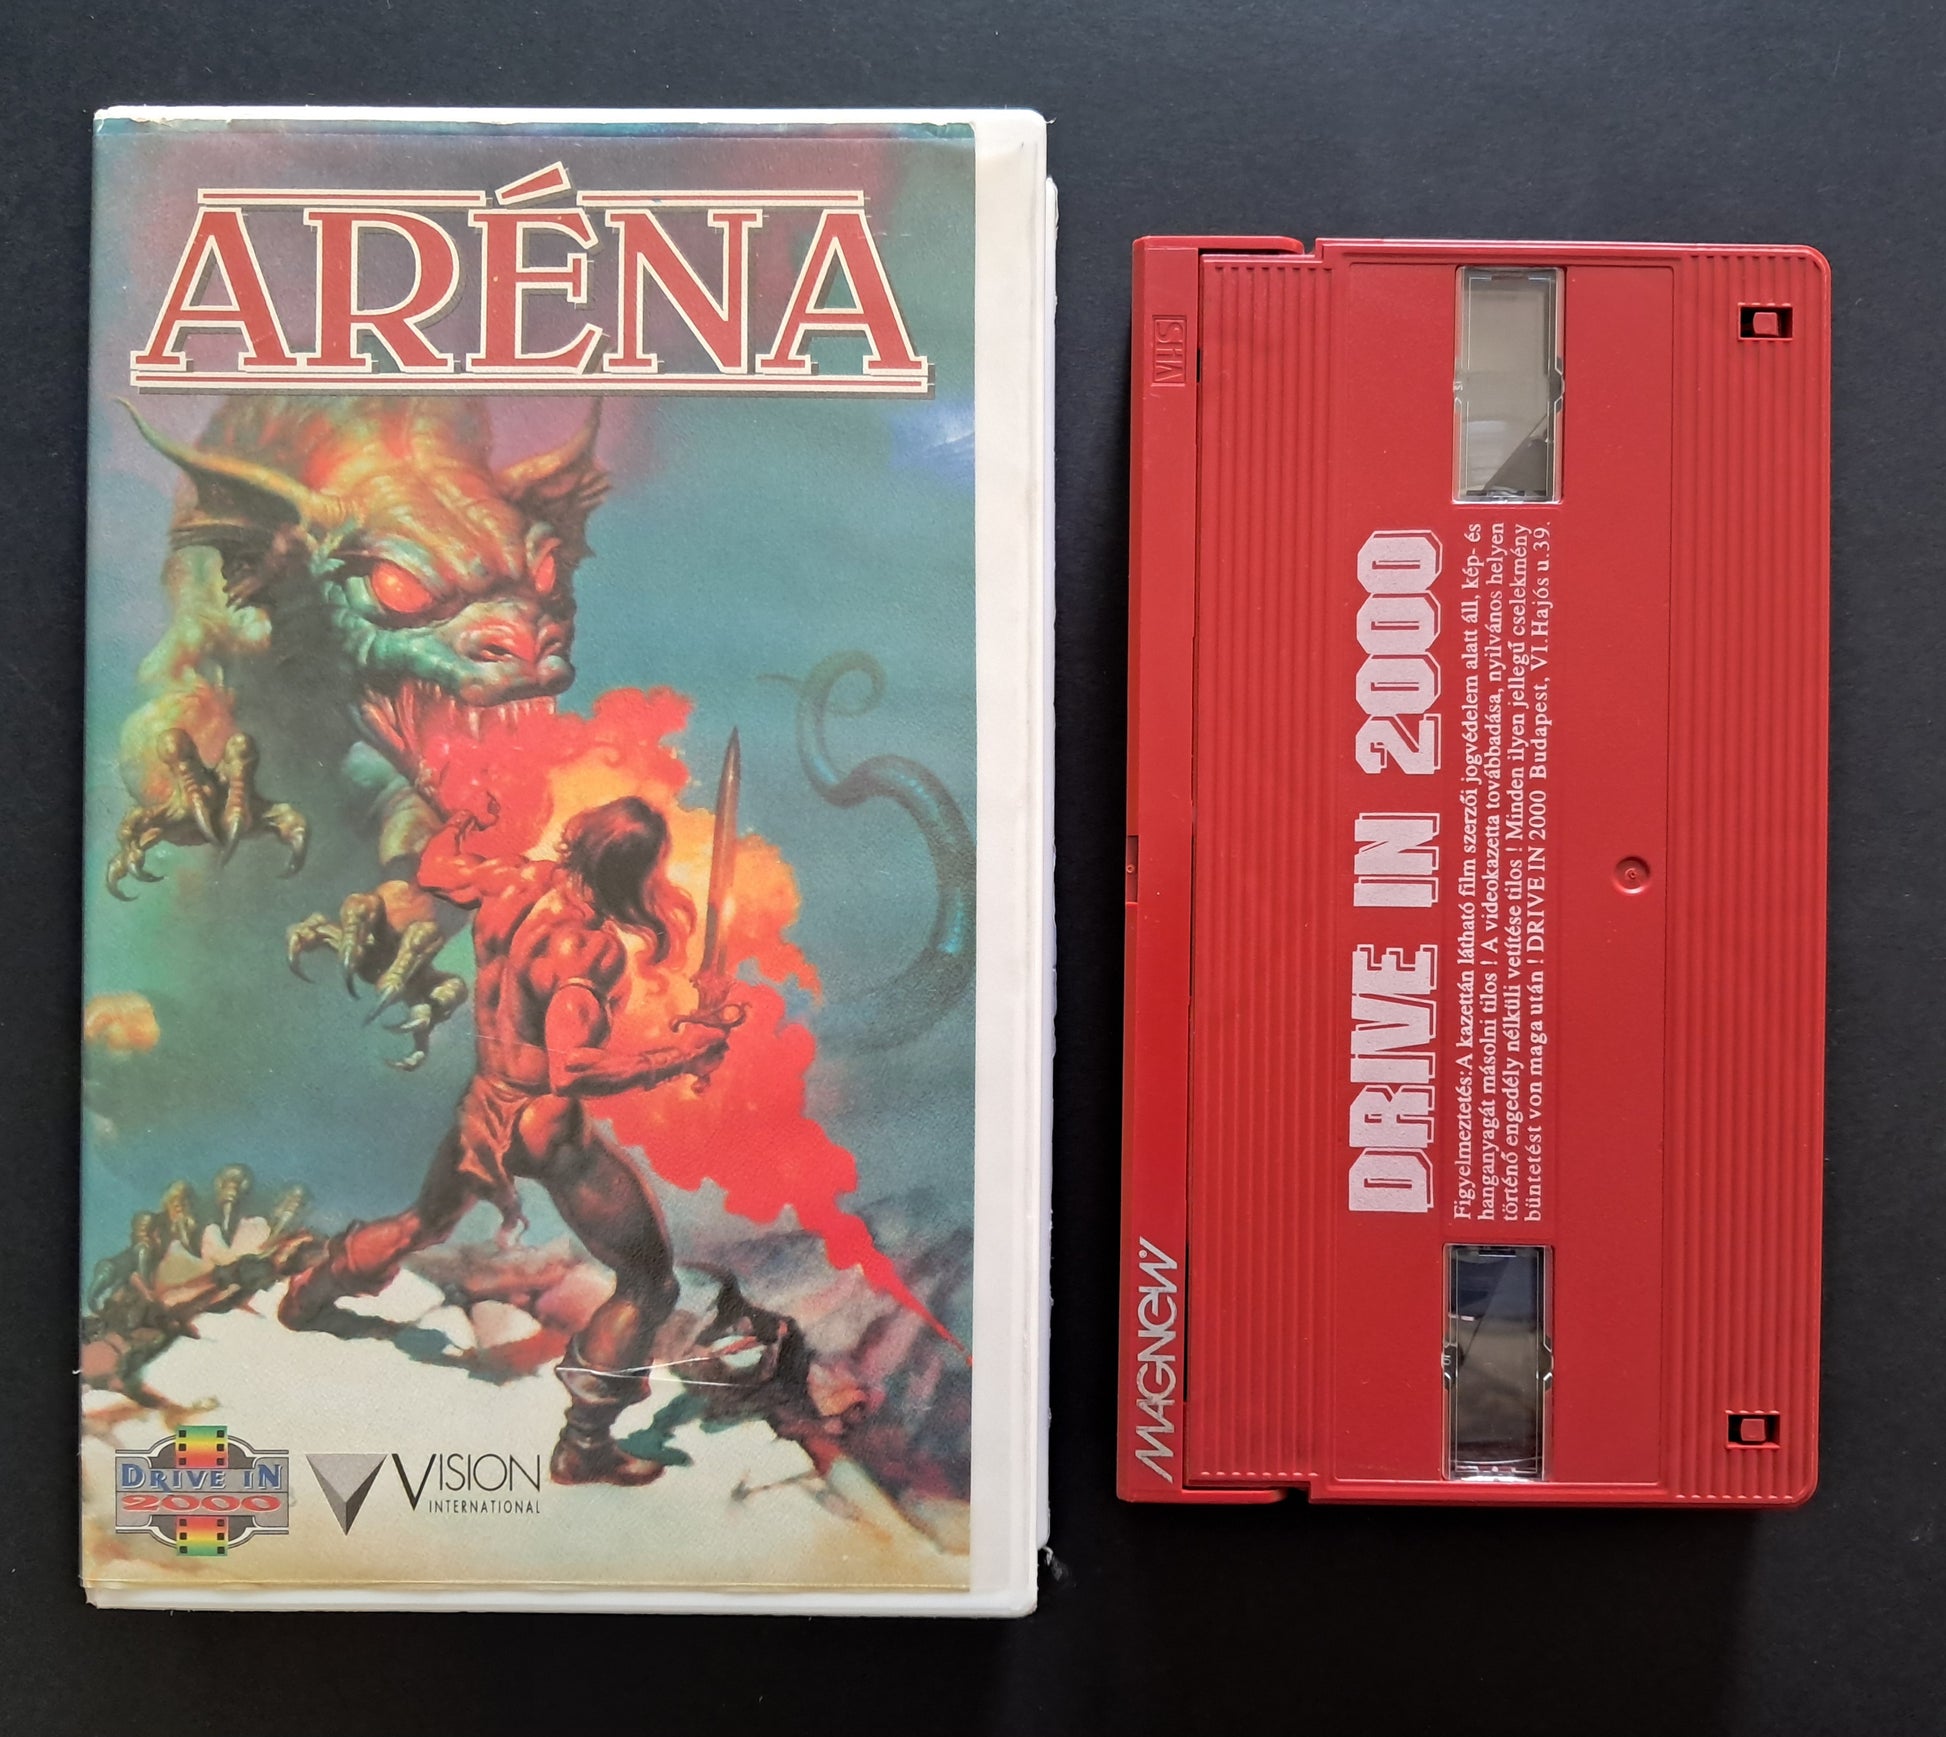 ARÉNA
DRIVE IN
2000
VISION
INTERNATIONAL
VHS
MAGNEW
DRIVE IN 2000
Figyelmeztetés:A kazettán látható film szerzői jogvédelem alatt áll, kép- és
hanganyagát másolni tilos ! A videokazetta továbbadása, nyilvános helyen
történő engedély nélküli vetítése tilos ! Minden ilyen jellegű cselekmény
büntetést von maga után ! DRIVE IN 2000 Budapest, VI.Hajós u.39.